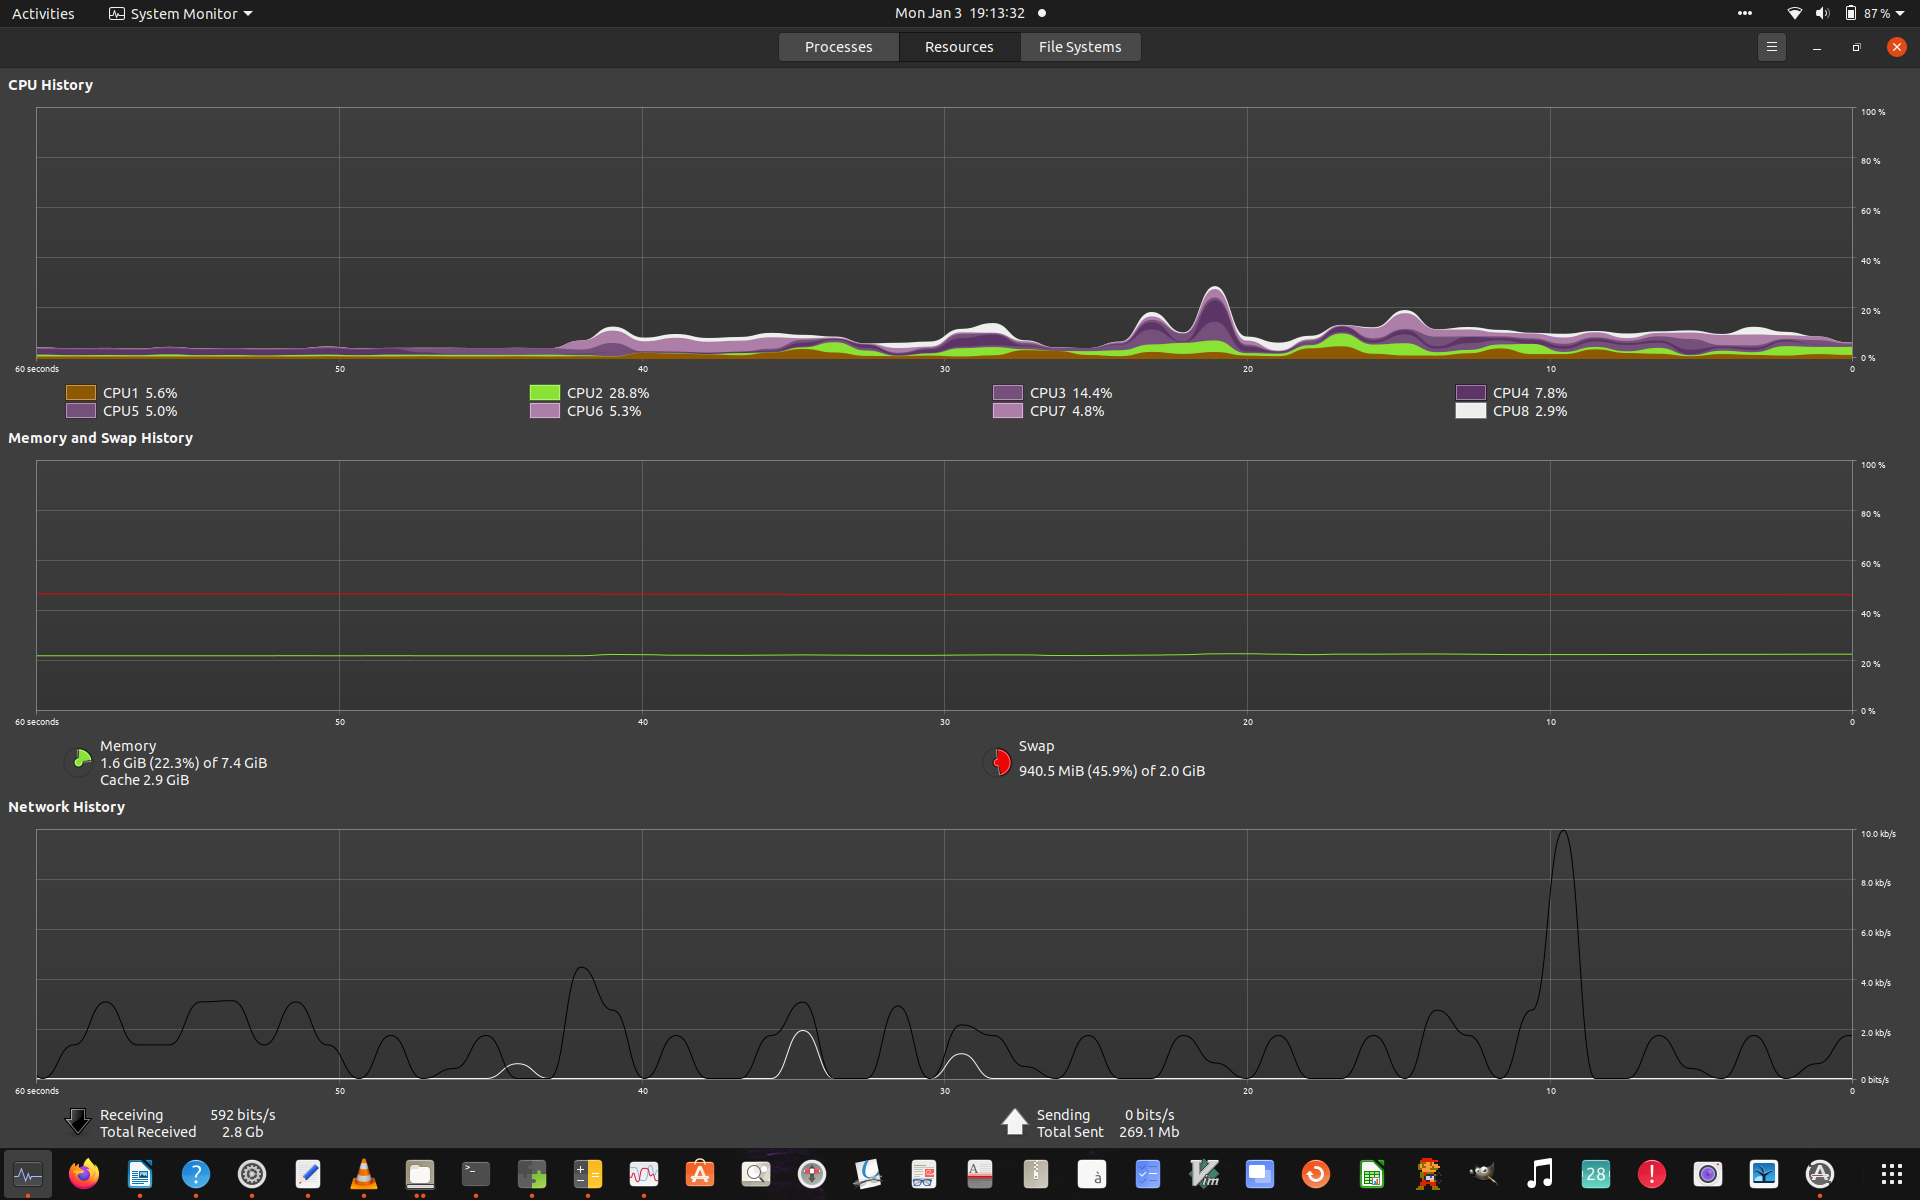 Activities System Monitor Mon Jan 3 19:13:32 87 %
Processes Resources File Systems
CPU History
100 %
80 %
60 %
40 %
20 %
0 %
60 seconds 50 40 30 20 10 0
CPU1 5.6% CPU2 28.8% CPU3 14.4% CPU4 7.8%
CPU5 5.0% CPU6 5.3% CPU7 4.8% CPU8 2.9%
Memory and Swap History
100 %
80 %
60 %
40 %
20 %
0 %
60 seconds 50 40 30 20 10 0
Memory Swap
1.6 GiB (22.3%) of 7.4 GiB 940.5 MiB (45.9%) of 2.0 GiB
Cache 2.9 GiB
Network History
10.0 kb/s
8.0 kb/s
6.0 kb/s
4.0 kb/s
2.0 kb/s
0 bits/s
60 seconds 50 40 30 20 10 0
Receiving 592 bits/s Sending 0 bits/s
Total Received 2.8 Gb Total Sent 269.1 Mb
? >_ A à Vim 28 !